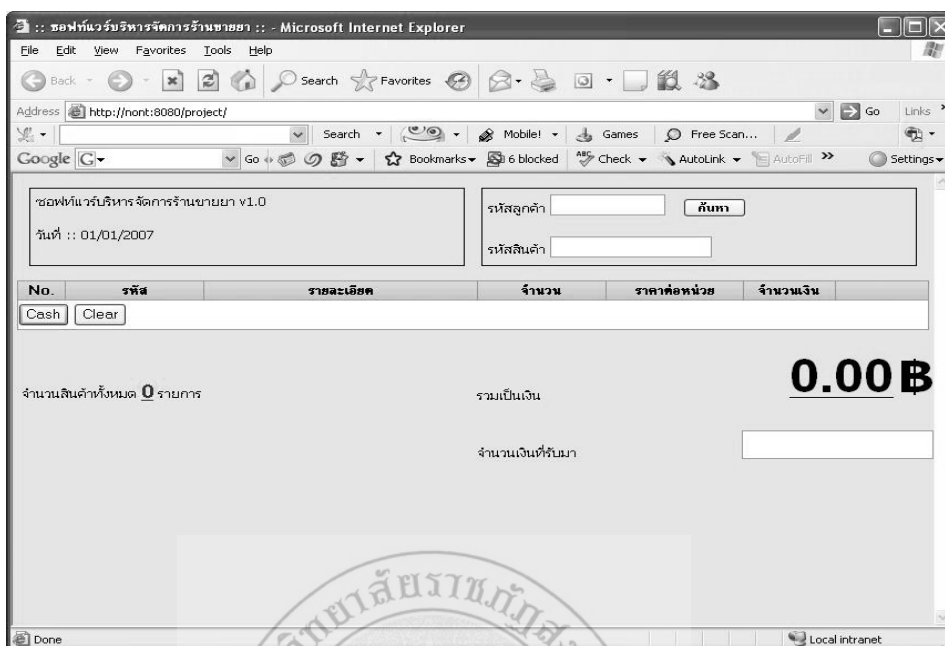 :: ซอฟท์แวร์บริหารจัดการร้านขายยา :: - Microsoft Internet Explorer
File Edit View Favorites Tools Help
Back Search Favorites
Address http://nont:8080/project/ Go Links
Search Mobile! Games Free Scan...
Google G Go Bookmarks 6 blocked ABC Check AutoLink AutoFill Settings
ซอฟท์แวร์บริหารจัดการร้านขายยา v1.0
วันที่ :: 01/01/2007
รหัสลูกค้า ค้นหา
รหัสสินค้า
No. รหัส รายละเอียด จำนวน ราคาต่อหน่วย จำนวนเงิน
Cash Clear
จำนวนสินค้าทั้งหมด 0 รายการ
รวมเป็นเงิน 0.00฿
จำนวนเงินที่รับมา
Done Local intranet